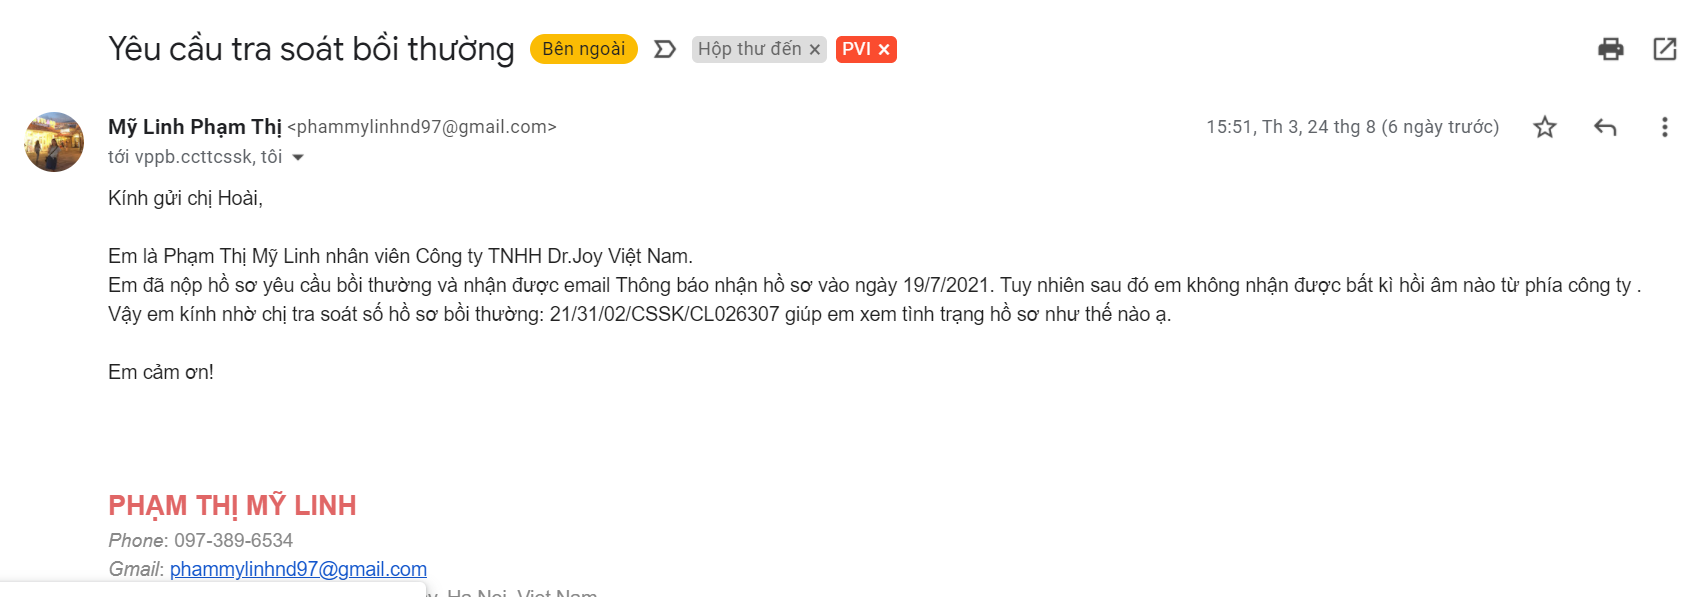 Yêu cầu tra soát bồi thường Bên ngoài Hộp thư đến × PVI ×
Mỹ Linh Phạm Thị <phammylinhnd97@gmail.com> 15:51, Th 3, 24 thg 8 (6 ngày trước)
tới vppb.ccttcssk, tôi
Kính gửi chị Hoài,
Em là Phạm Thị Mỹ Linh nhân viên Công ty TNHH Dr.Joy Việt Nam.
Em đã nộp hồ sơ yêu cầu bồi thường và nhận được email Thông báo nhận hồ sơ vào ngày 19/7/2021. Tuy nhiên sau đó em không nhận được bất kì hồi âm nào từ phía công ty .
Vậy em kính nhờ chị tra soát số hồ sơ bồi thường: 21/31/02/CSSK/CL026307 giúp em xem tình trạng hồ sơ như thế nào ạ.
Em cảm ơn!
PHẠM THỊ MỸ LINH
Phone: 097-389-6534
Gmail: phammylinhnd97@gmail.com
Ha Noi, Viet Nam